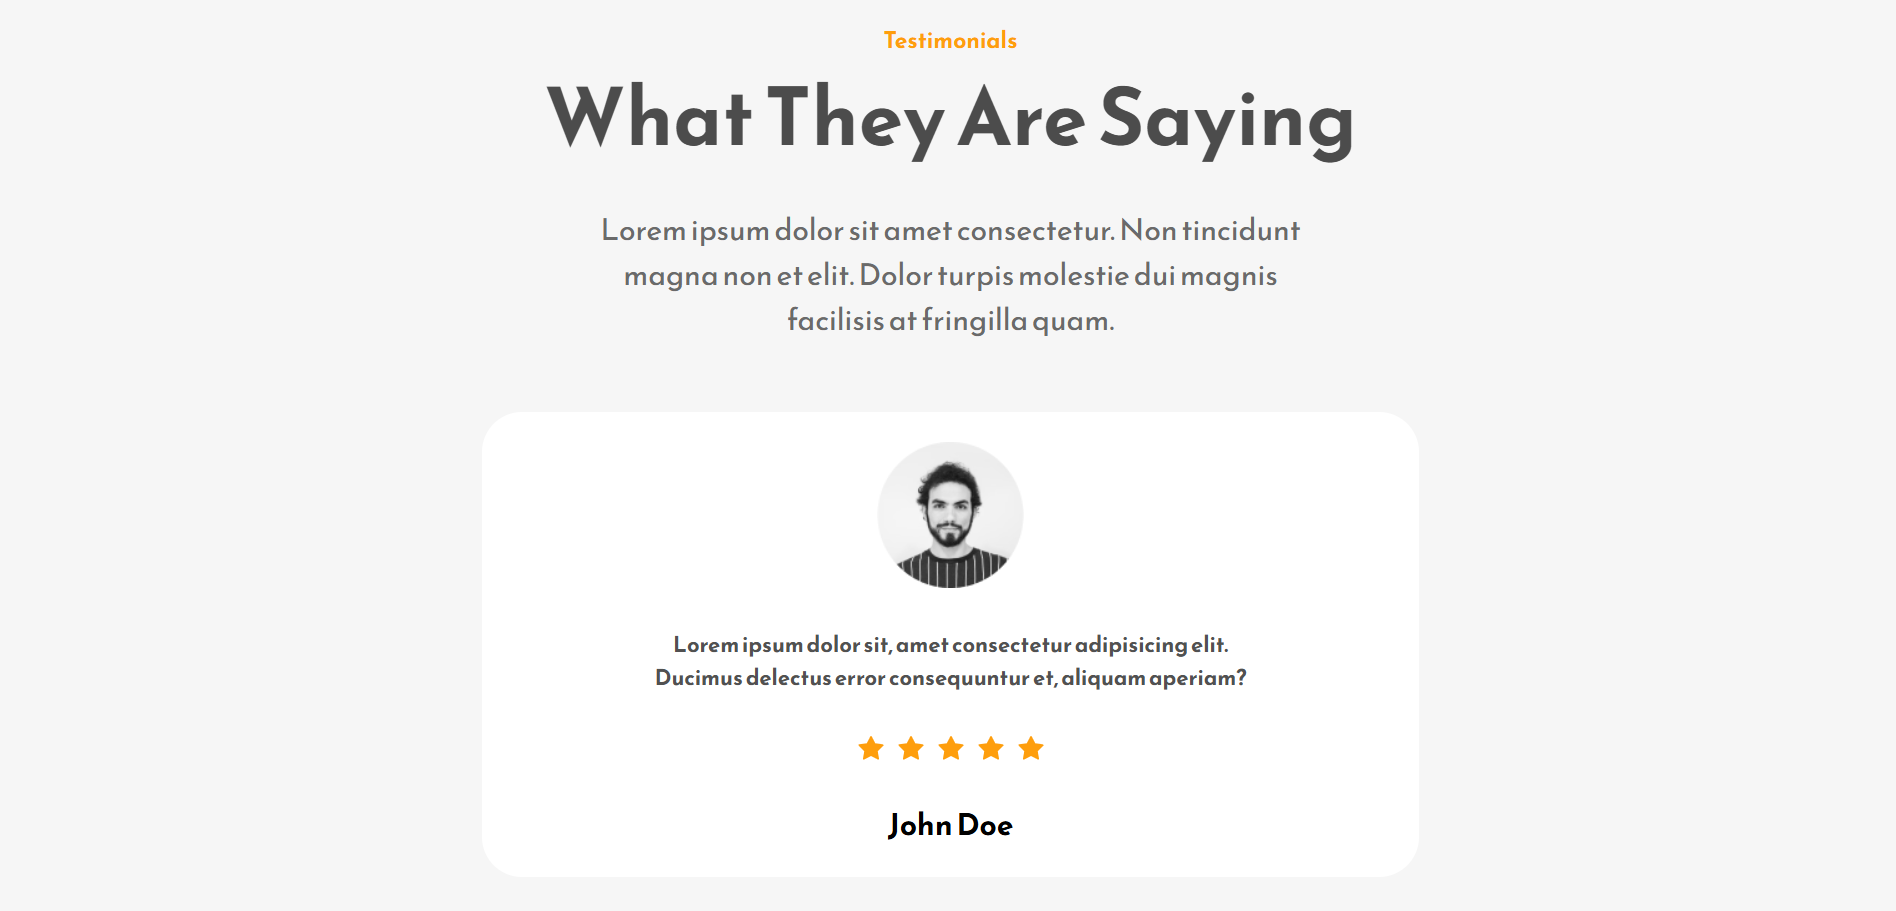 Testimonials
What They Are Saying
Lorem ipsum dolor sit amet consectetur. Non tincidunt
magna non et elit. Dolor turpis molestie dui magnis
facilisis at fringilla quam.
Lorem ipsum dolor sit, amet consectetur adipisicing elit.
Ducimus delectus error consequuntur et, aliquam aperiam?
John Doe